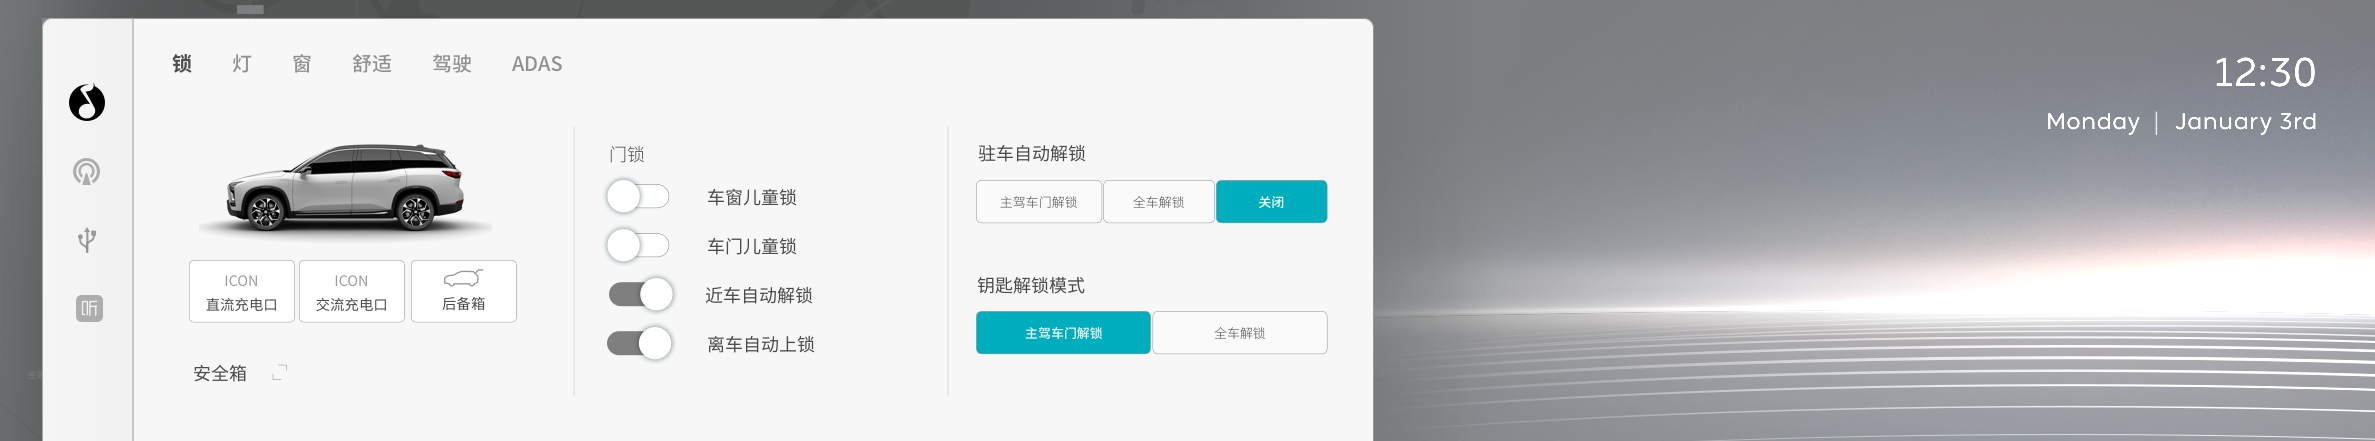 锁 灯 窗 舒适 驾驶 ADAS
12:30
Monday | January 3rd
门锁
车窗儿童锁
车门儿童锁
近车自动解锁
离车自动上锁
驻车自动解锁
主驾车门解锁 全车解锁 关闭
钥匙解锁模式
主驾车门解锁 全车解锁
ICON
直流充电口
ICON
交流充电口
后备箱
安全箱
听